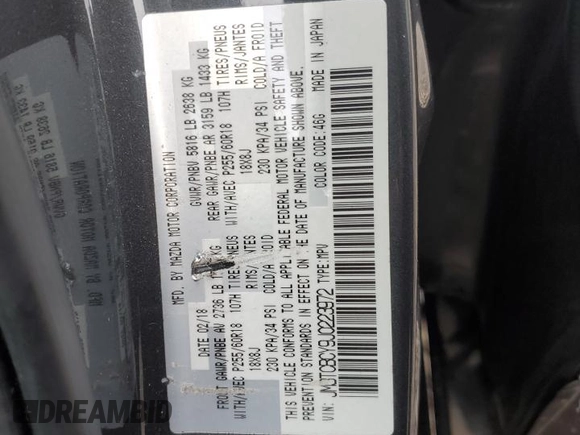 MFD. BY MAZDA MOTOR CORPORATION
DATE: 02/18 GVWR/PNBV 5816 LB 2638 KG
FROLT GAWR/PNBE AV 2736 LB KG REAR GAWR/PNBE AR 3159 LB 1433 KG
WITH/AVEC P255/60R18 107H TIRES/PNEUS WITH/AVEC P255/60R18 107H TIRES/PNEUS
18X8J RIMS/JANTES 18X8J RIMS/JANTES
230 KPA/34 PSI COLD/A FROID 230 KPA/34 PSI COLD/A FROID
THIS VEHICLE CONFORMS TO ALL APPLICABLE FEDERAL MOTOR VEHICLE SAFETY AND THEFT
PREVENTION STANDARDS IN EFFECT ON THE DATE OF MANUFACTURE SHOWN ABOVE.
JM3TCBCY9J0223972 TYPE:MPV CODE:46G MADE IN JAPAN
© PREPAIRED BIDFAX